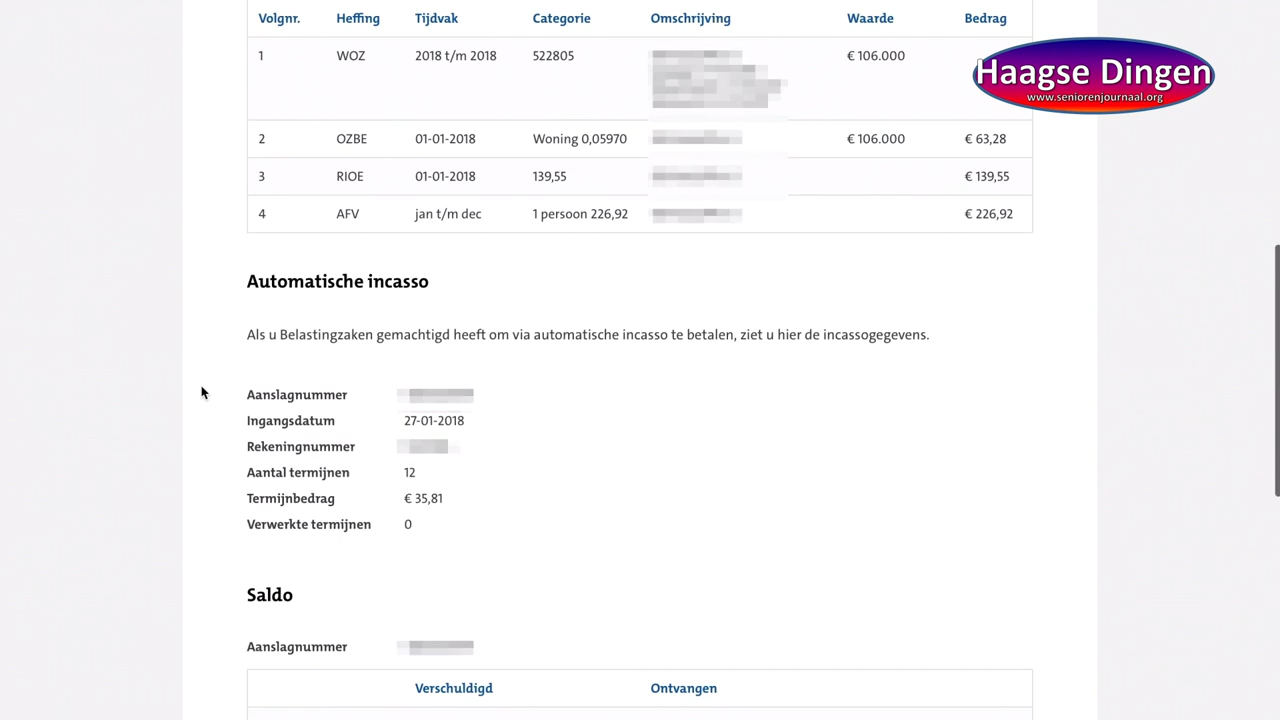 Volgnr. Heffing Tijdvak Categorie Omschrijving Waarde Bedrag
1 WOZ 2018 t/m 2018 522805 € 106.000
Haagse Dingen
www.seniorenjournaal.org
2 OZBE 01-01-2018 Woning 0,05970 € 106.000 € 63,28
3 RIOE 01-01-2018 139,55 € 139,55
4 AFV jan t/m dec 1 persoon 226,92 € 226,92
Automatische incasso
Als u Belastingzaken gemachtigd heeft om via automatische incasso te betalen, ziet u hier de incassogegevens.
Aanslagnummer
Ingangsdatum 27-01-2018
Rekeningnummer
Aantal termijnen 12
Termijnbedrag € 35,81
Verwerkte termijnen 0
Saldo
Aanslagnummer
Verschuldigd Ontvangen